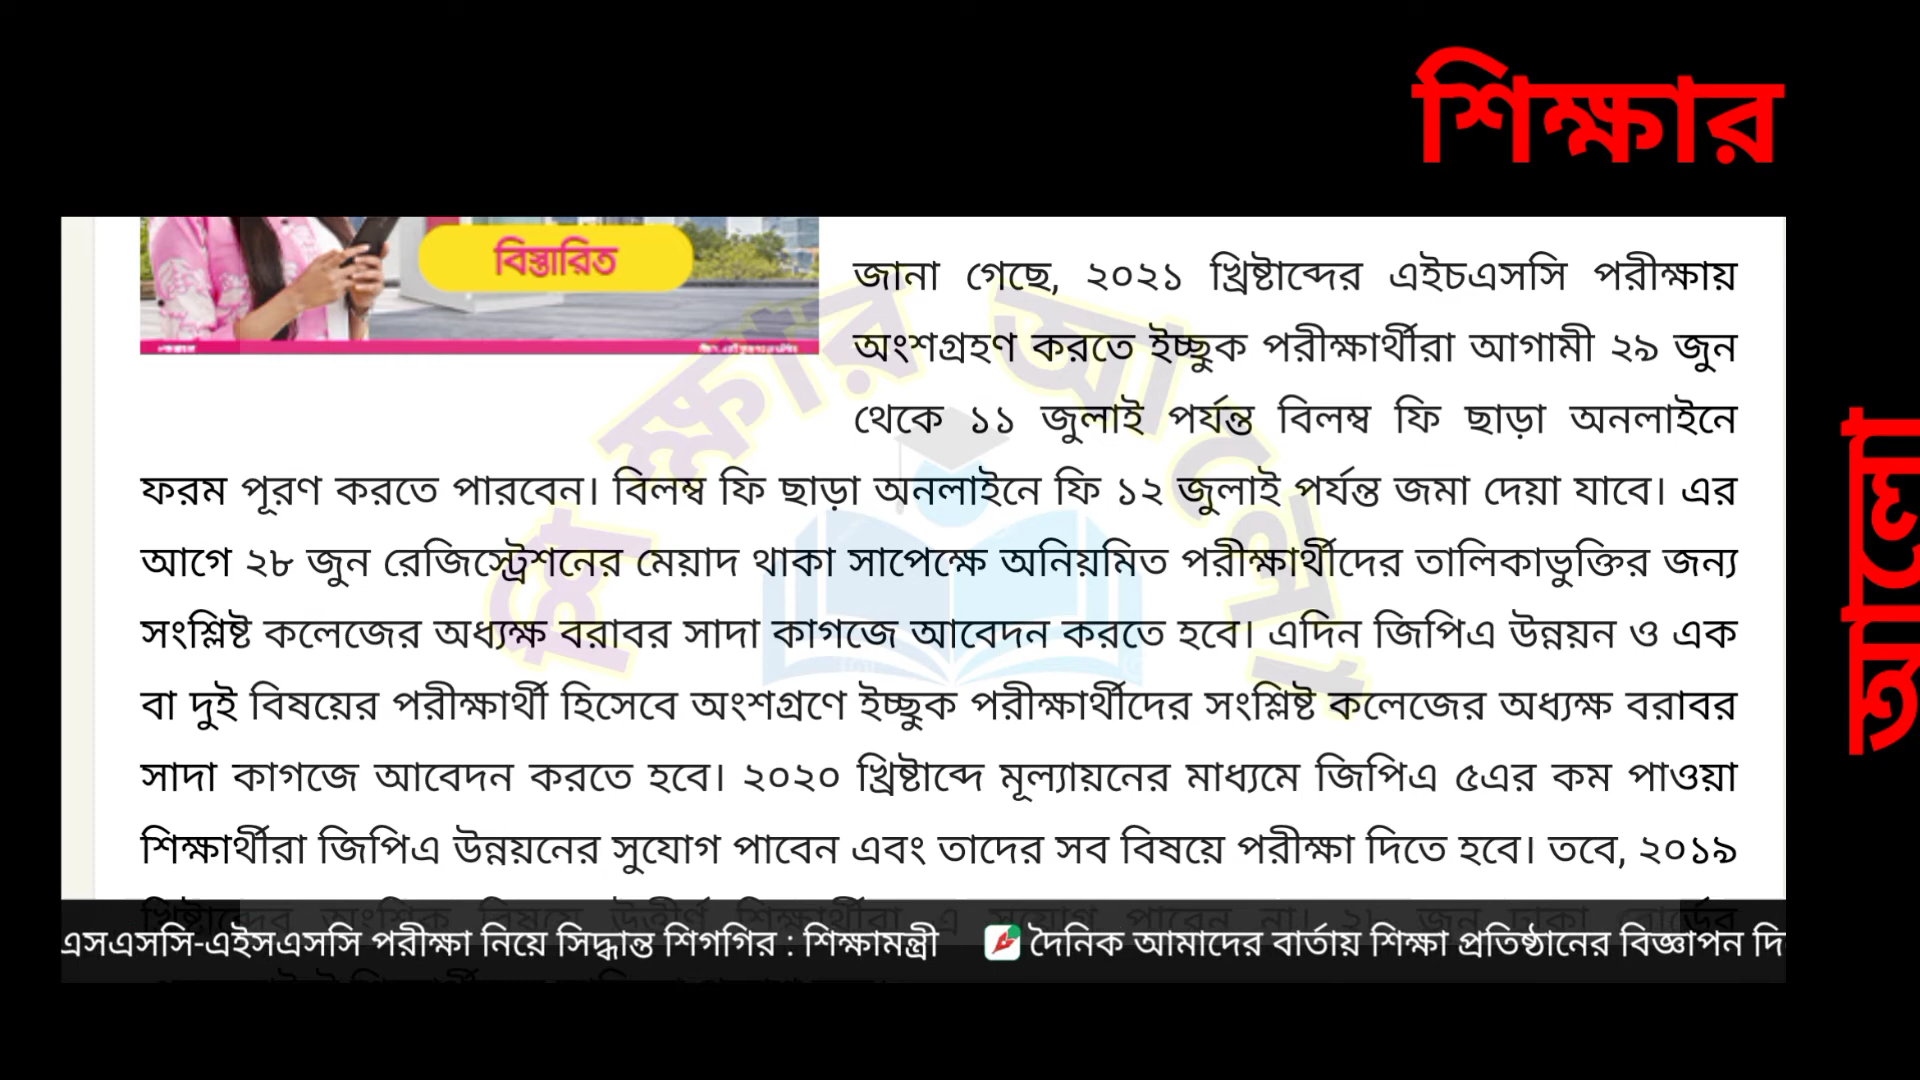 শিক্ষার
আলো
বিস্তারিত
জানা গেছে, ২০২১ খ্রিষ্টাব্দের এইচএসসি পরীক্ষায়
অংশগ্রহণ করতে ইচ্ছুক পরীক্ষার্থীরা আগামী ২৯ জুন
থেকে ১১ জুলাই পর্যন্ত বিলম্ব ফি ছাড়া অনলাইনে
ফরম পূরণ করতে পারবেন। বিলম্ব ফি ছাড়া অনলাইনে ফি ১২ জুলাই পর্যন্ত জমা দেয়া যাবে। এর
আগে ২৮ জুন রেজিস্ট্রেশনের মেয়াদ থাকা সাপেক্ষে অনিয়মিত পরীক্ষার্থীদের তালিকাভুক্তির জন্য
সংশ্লিষ্ট কলেজের অধ্যক্ষ বরাবর সাদা কাগজে আবেদন করতে হবে। এদিন জিপিএ উন্নয়ন ও এক
বা দুই বিষয়ের পরীক্ষার্থী হিসেবে অংশগ্রণে ইচ্ছুক পরীক্ষার্থীদের সংশ্লিষ্ট কলেজের অধ্যক্ষ বরাবর
সাদা কাগজে আবেদন করতে হবে। ২০২০ খ্রিষ্টাব্দে মূল্যায়নের মাধ্যমে জিপিএ ৫এর কম পাওয়া
শিক্ষার্থীরা জিপিএ উন্নয়নের সুযোগ পাবেন এবং তাদের সব বিষয়ে পরীক্ষা দিতে হবে। তবে, ২০১৯
খ্রিষ্টাব্দের আংশিক বিষয়ে উত্তীর্ণ শিক্ষার্থীরা এ সুযোগ পাবেন না। ২৮ জুন ঢাকা বোর্ডের
এসএসসি-এইসএসসি পরীক্ষা নিয়ে সিদ্ধান্ত শিগগির : শিক্ষামন্ত্রী দৈনিক আমাদের বার্তায় শিক্ষা প্রতিষ্ঠানের বিজ্ঞাপন দি
শিক্ষার আলো